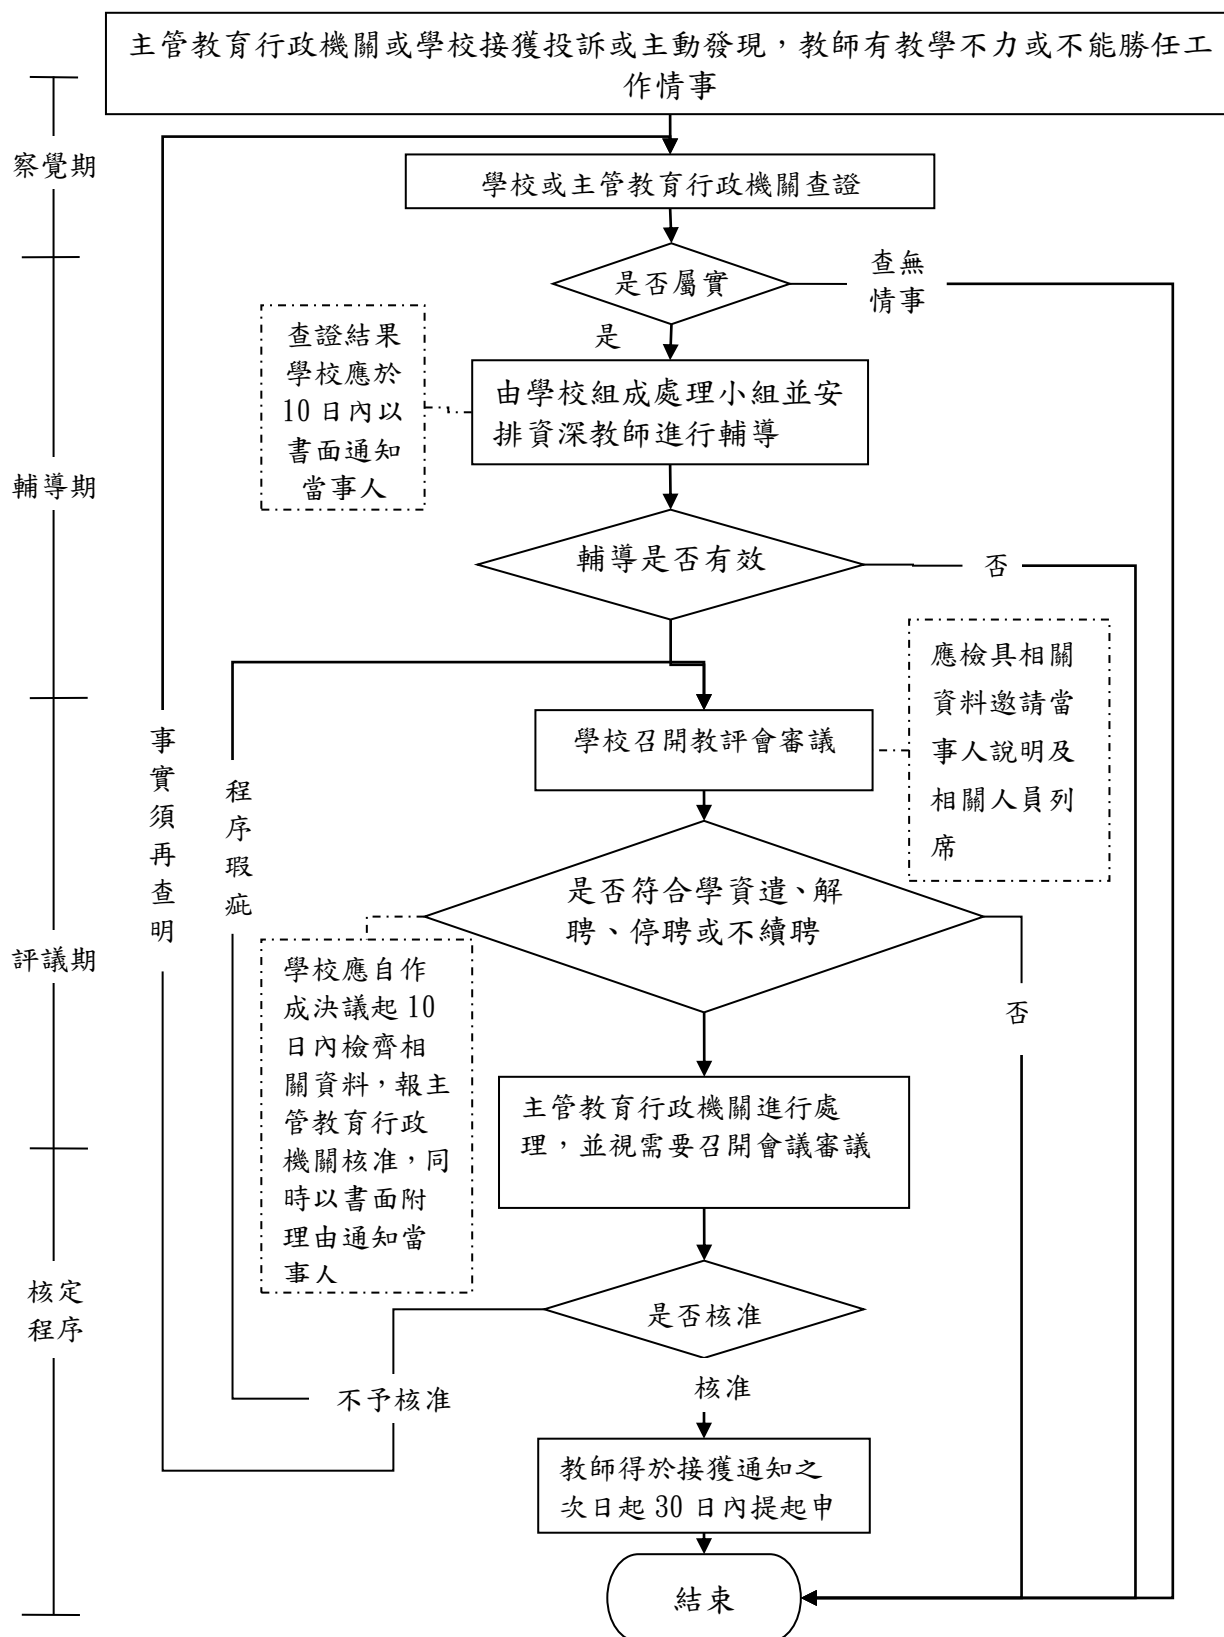 主管教育行政機關或學校接獲投訴或主動發現，教師有教學不力或不能勝任工
作情事
察覺期
學校或主管教育行政機關查證
是否屬實
查無
情事
是
查證結果
學校應於
10 日內以
書面通知
當事人
由學校組成處理小組並安
排資深教師進行輔導
輔導期
輔導是否有效
否
應檢具相關
資料邀請當
事人說明及
相關人員列
席
學校召開教評會審議
事
實
須
再
查
明
程
序
瑕
疵
是否符合學資遣、解
聘、停聘或不續聘
評議期
學校應自作
成決議起 10
日內檢齊相
關資料，報主
管教育行政
機關核准，同
時以書面附
理由通知當
事人
否
主管教育行政機關進行處
理，並視需要召開會議審議
核定
程序
是否核准
不予核准
核准
教師得於接獲通知之
次日起 30 日內提起申
結束